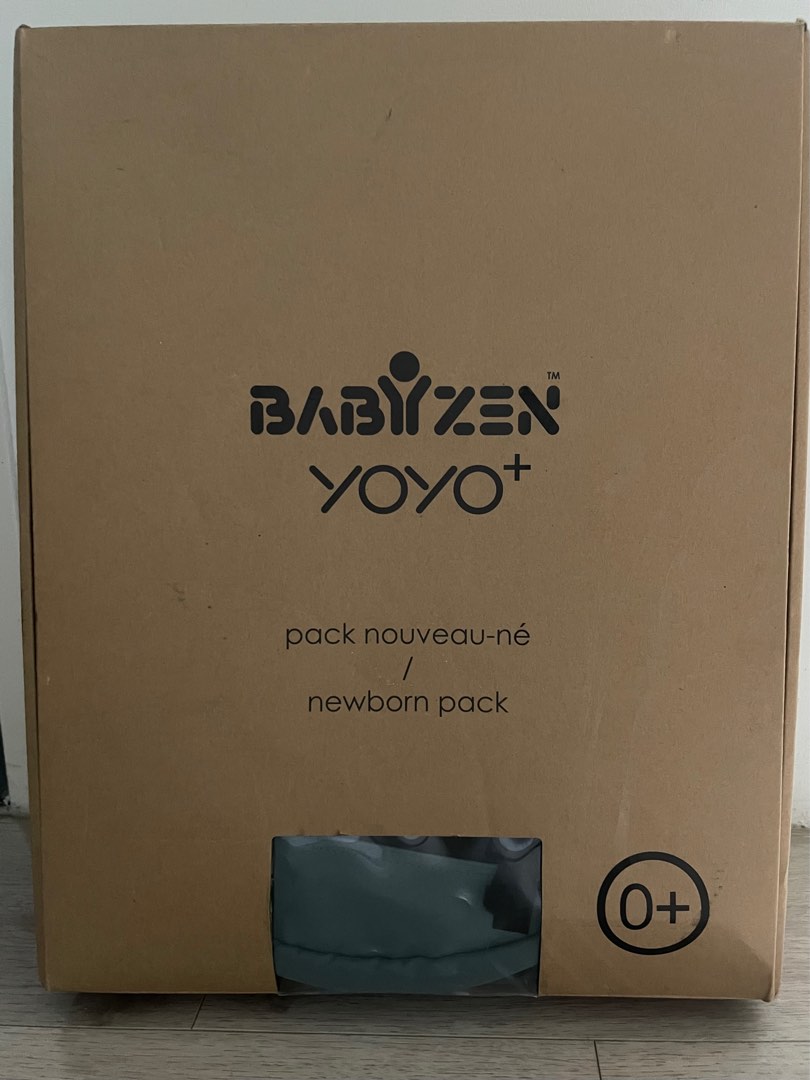 BABYZEN™
YOYO+
pack nouveau-né
/
newborn pack
0+